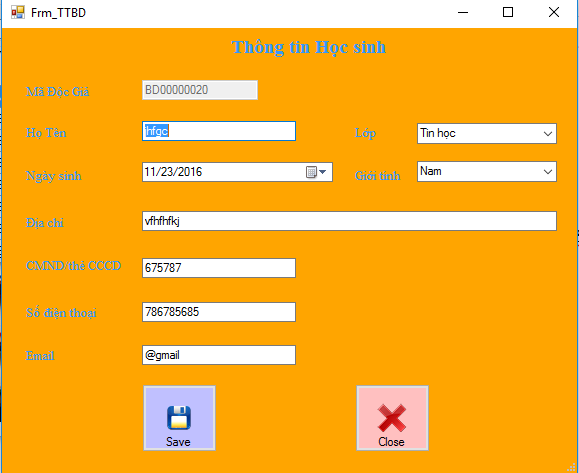 Frm_TTBD
Thông tin Học sinh
Mã Độc Giả BD00000020
Họ Tên fhfgc Lớp Tin học
Ngày sinh 11/23/2016 Giới tính Nam
Địa chỉ vfhfhfkj
CMND/thẻ CCCD 675787
Số điện thoại 786785685
Email @gmail
Save Close